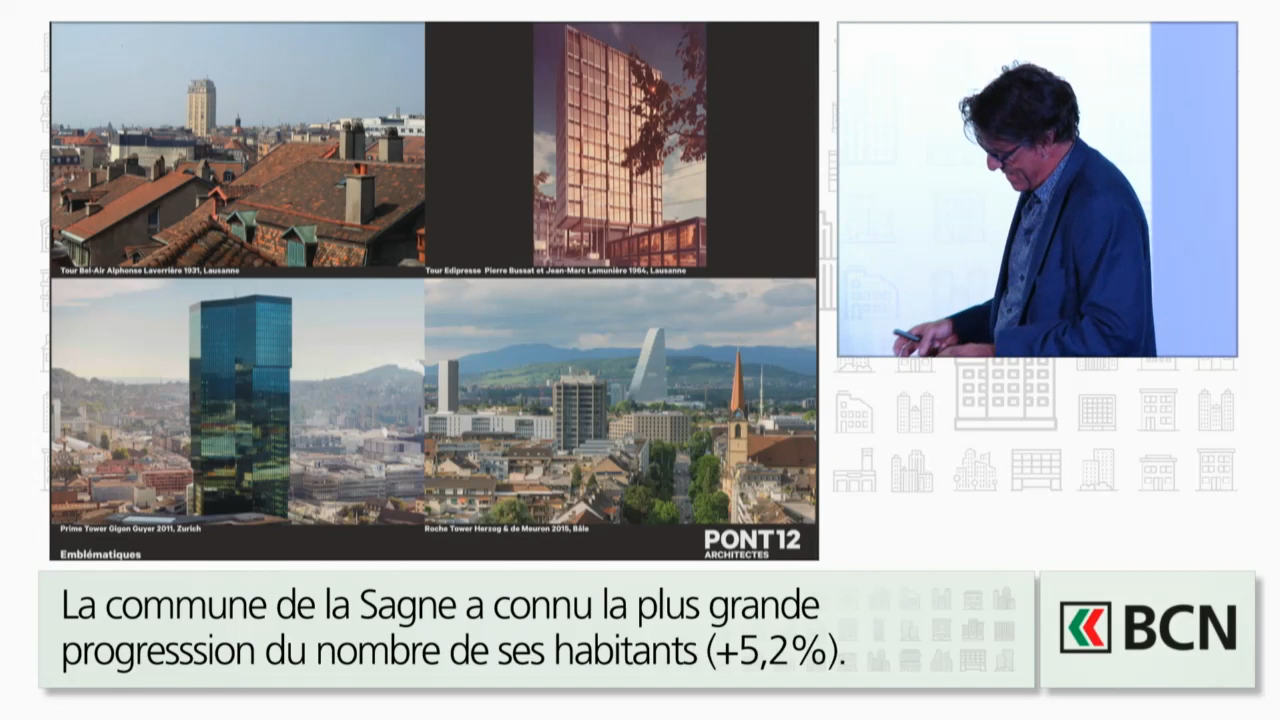 Tour Bel-Air Alphonse Laverrière 1931, Lausanne
Tour Edipresse Pierre Bussat et Jean-Marc Lamunière 1964, Lausanne
Prime Tower Gigon Guyer 2011, Zurich
Roche Tower Herzog & de Meuron 2015, Bâle
Emblématiques
PONT12
ARCHITECTES
La commune de la Sagne a connu la plus grande
progresssion du nombre de ses habitants (+5,2%).
BCN